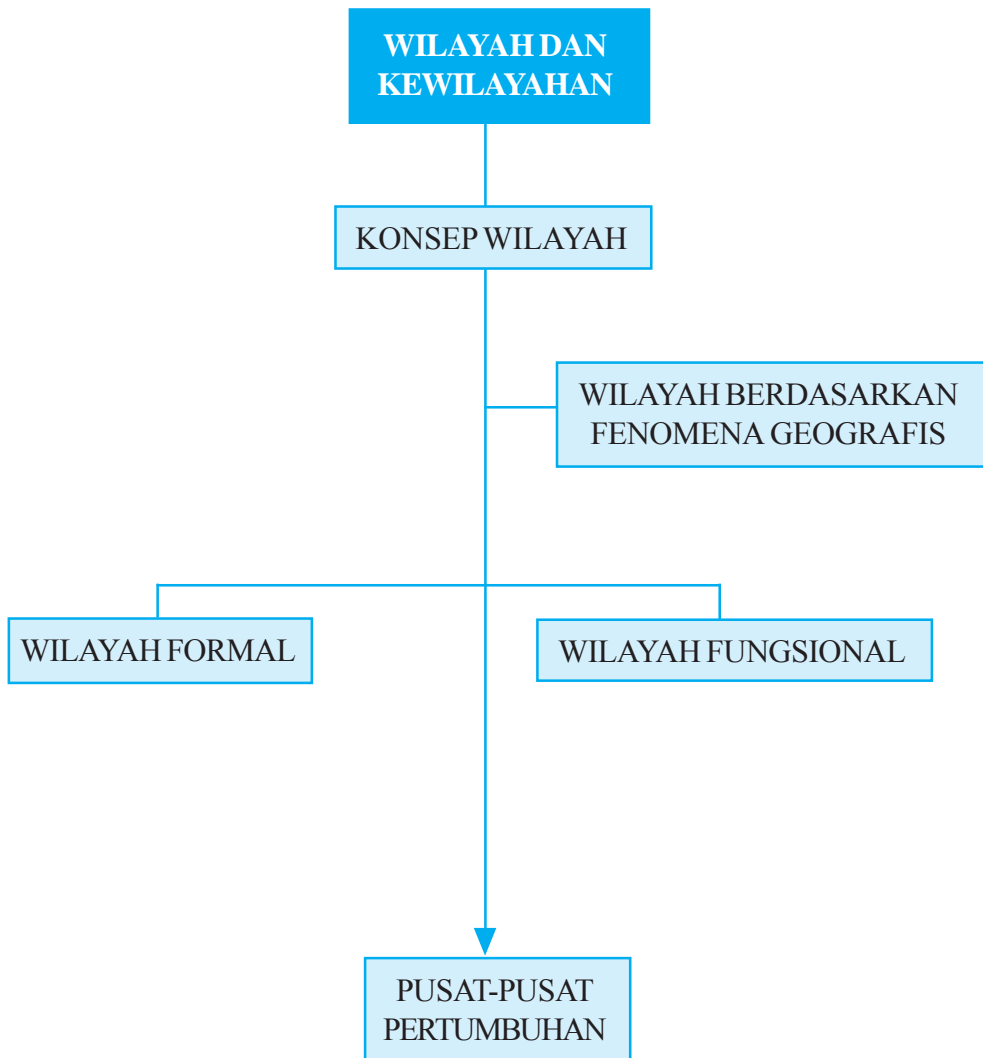 WILAYAH DAN
KEWILAYAHAN
KONSEP WILAYAH
WILAYAH BERDASARKAN
FENOMENA GEOGRAFIS
WILAYAH FORMAL
WILAYAH FUNGSIONAL
PUSAT-PUSAT
PERTUMBUHAN